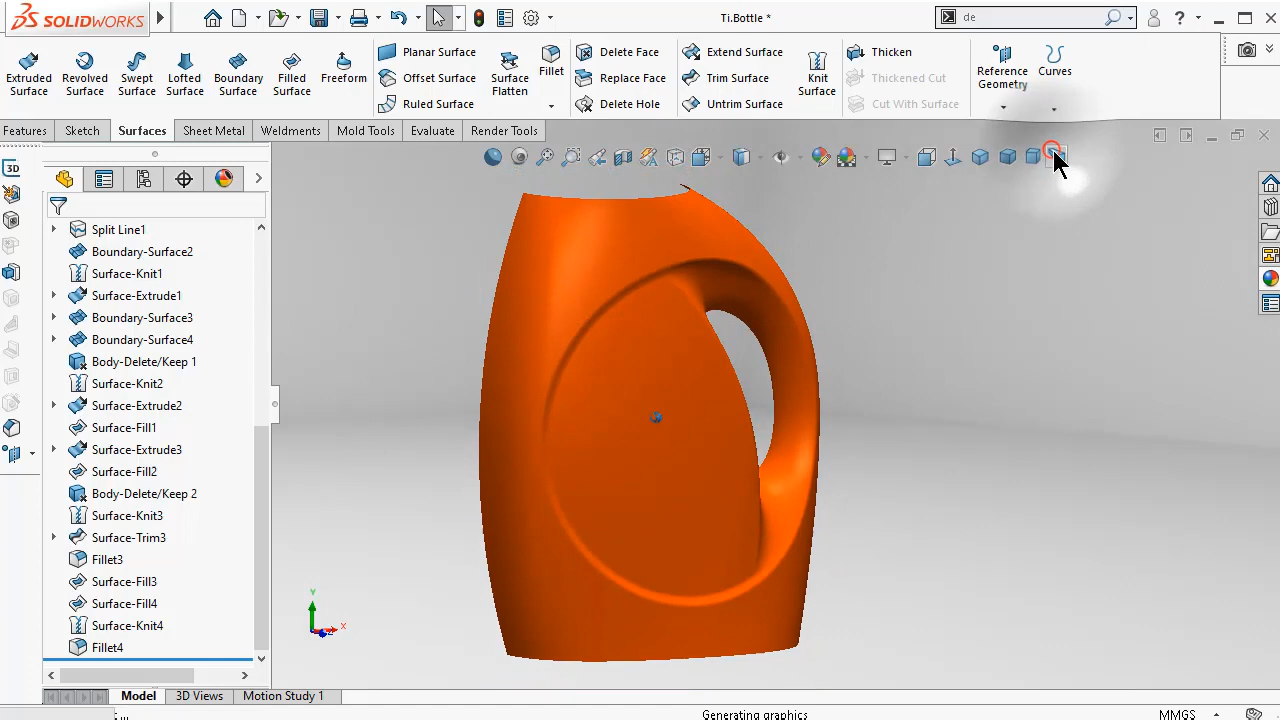 SOLIDWORKS
Ti.Bottle *
de
Extruded Surface
Revolved Surface
Swept Surface
Lofted Surface
Boundary Surface
Filled Surface
Freeform
Planar Surface
Offset Surface
Ruled Surface
Surface Flatten
Fillet
Delete Face
Replace Face
Delete Hole
Extend Surface
Trim Surface
Untrim Surface
Knit Surface
Thicken
Thickened Cut
Cut With Surface
Reference Geometry
Curves
Features
Sketch
Surfaces
Sheet Metal
Weldments
Mold Tools
Evaluate
Render Tools
3D
Split Line1
Boundary-Surface2
Surface-Knit1
Surface-Extrude1
Boundary-Surface3
Boundary-Surface4
Body-Delete/Keep 1
Surface-Knit2
Surface-Extrude2
Surface-Fill1
Surface-Extrude3
Surface-Fill2
Body-Delete/Keep 2
Surface-Knit3
Surface-Trim3
Fillet3
Surface-Fill3
Surface-Fill4
Surface-Knit4
Fillet4
Y
X
Model
3D Views
Motion Study 1
...
Generating graphics
MMGS